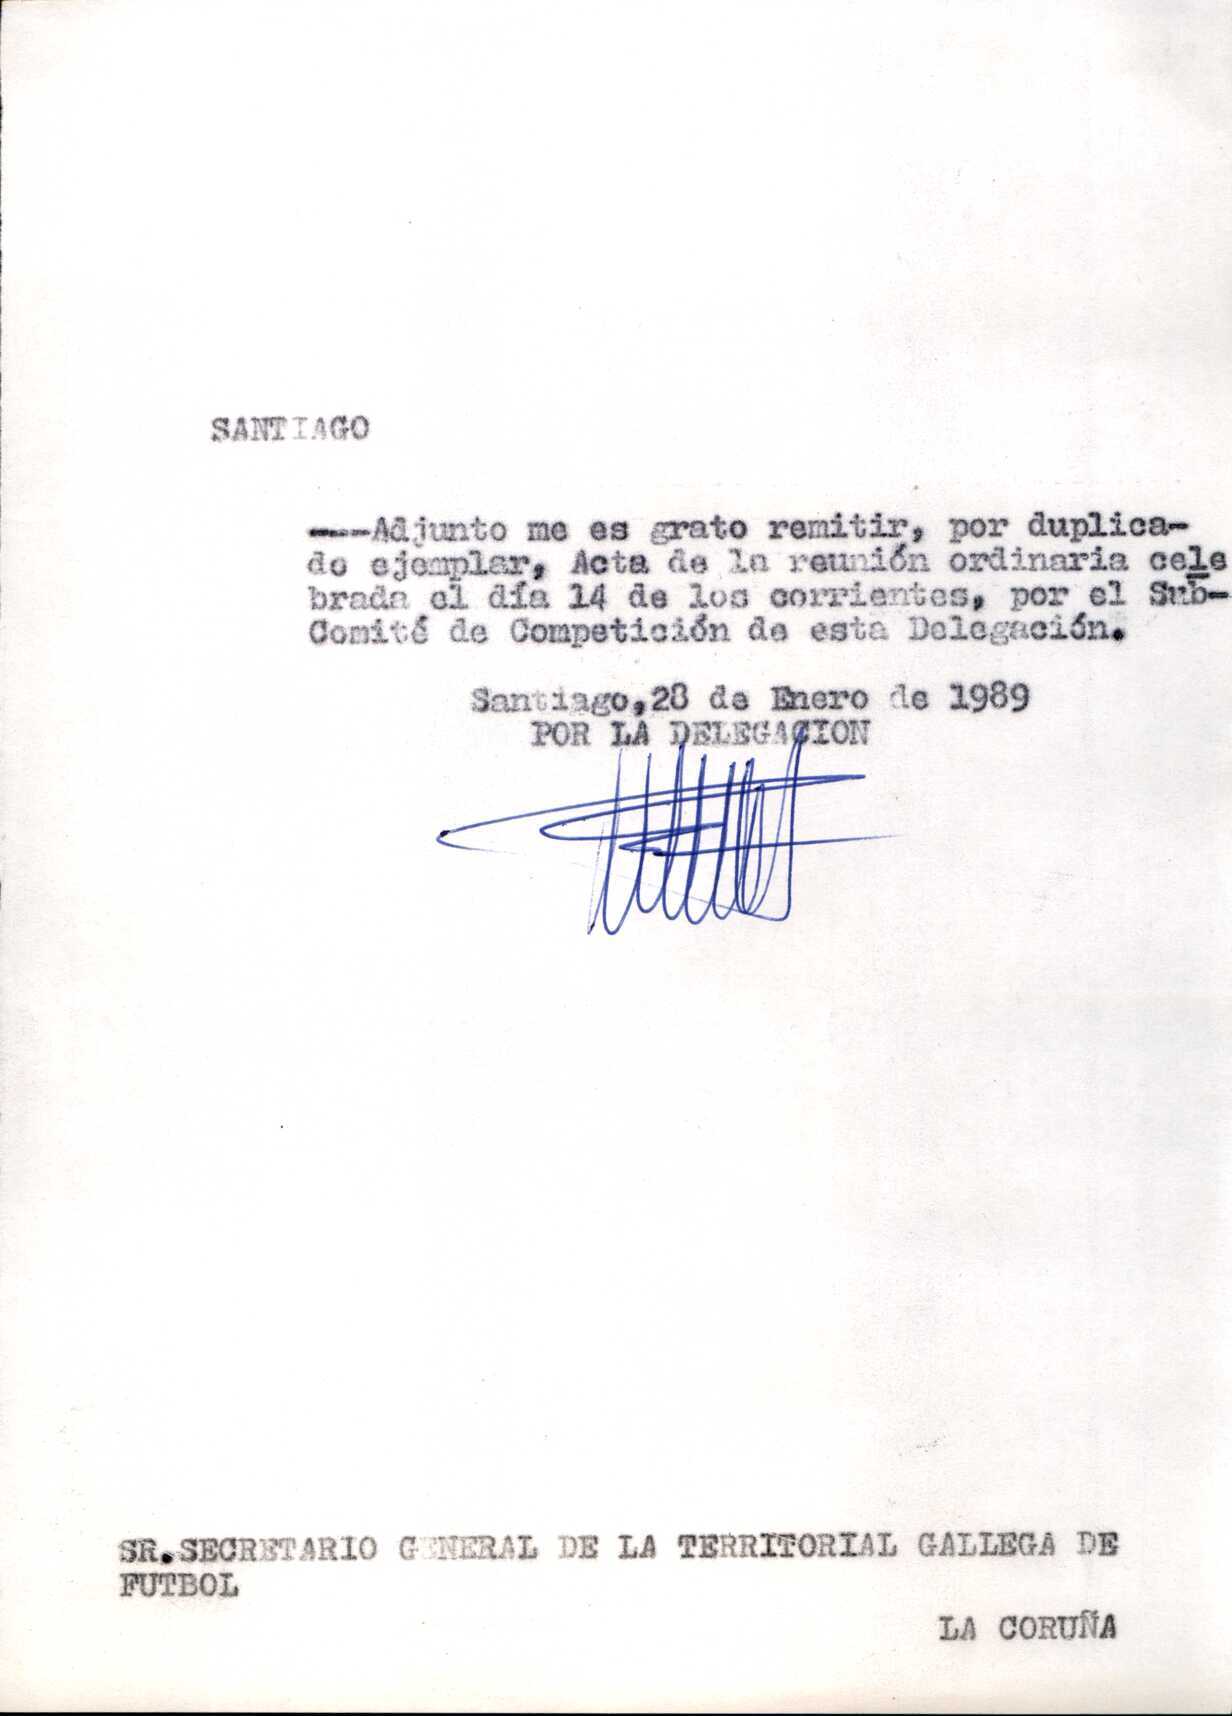 SANTIAGO
----Adjunto me es grato remitir, por duplica-
do ejemplar, Acta de la reunión ordinaria cele
brada el día 14 de los corrientes, por el Sub-
Comité de Competición de esta Delegación.
Santiago,28 de Enero de 1989
POR LA DELEGACION
SR.SECRETARIO GENERAL DE LA TERRITORIAL GALLEGA DE
FUTBOL
LA CORUÑA